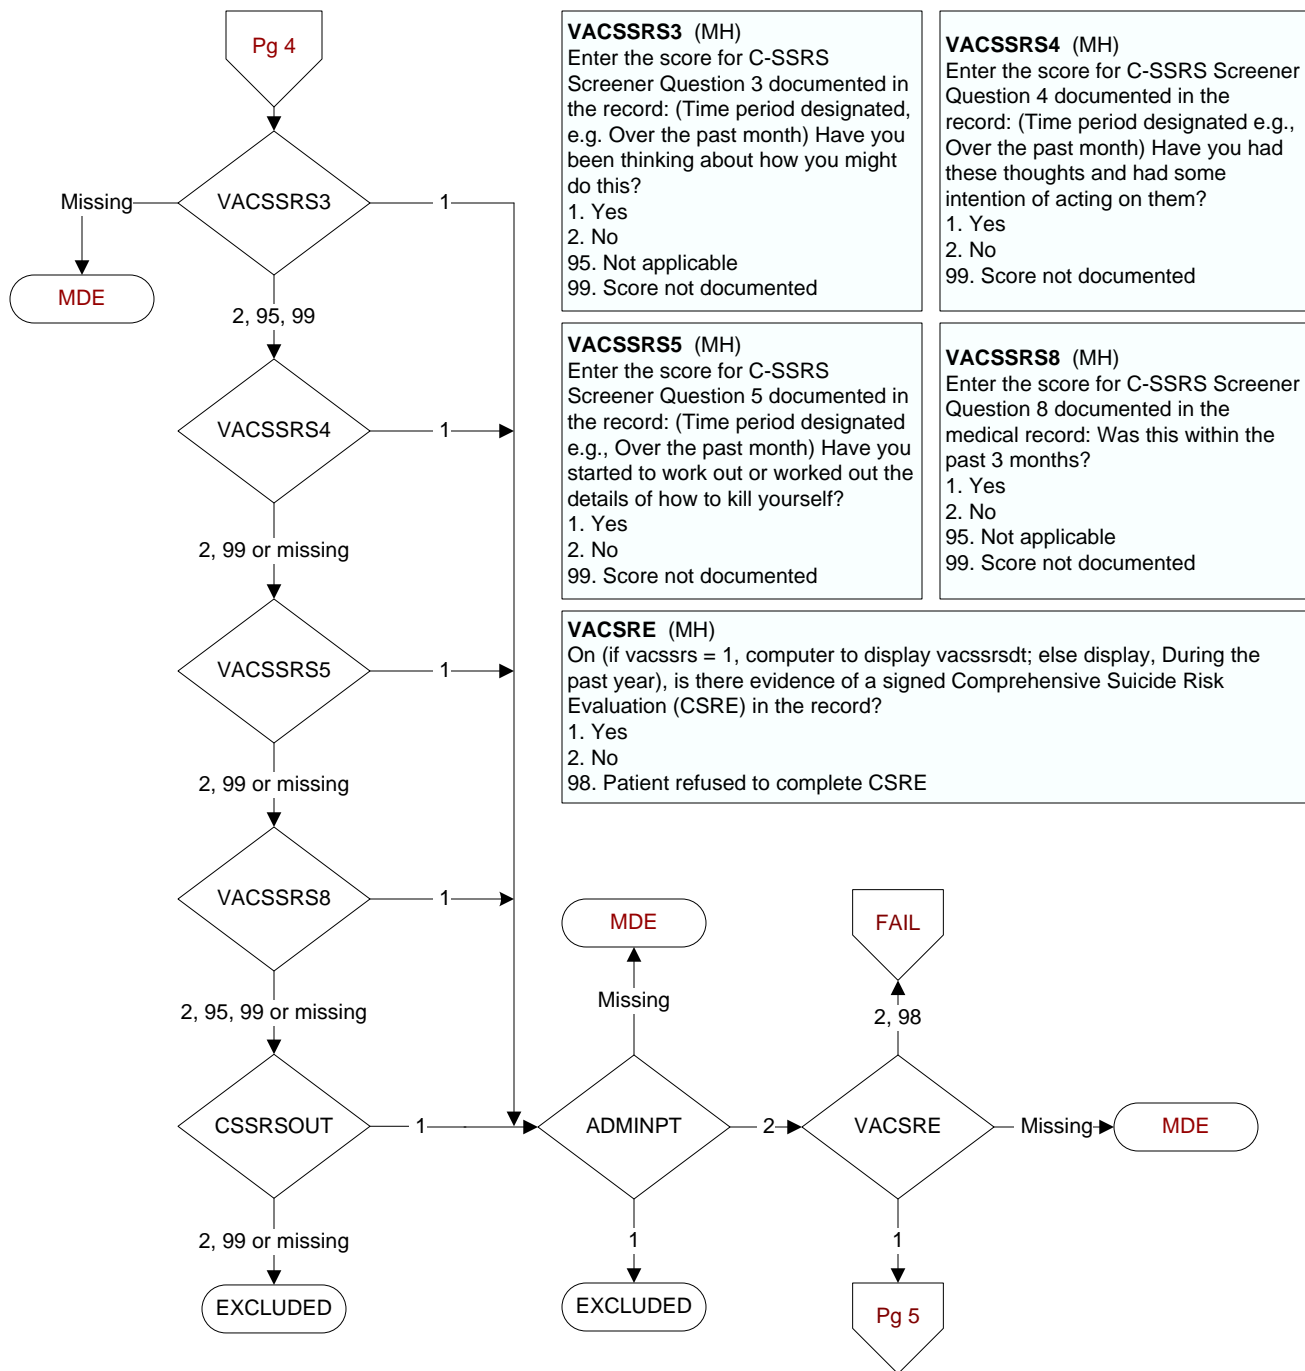 Pg 4
VACSSRS3
Missing
1
MDE
2, 95, 99
VACSSRS4
1
2, 99 or missing
VACSSRS5
1
2, 99 or missing
VACSSRS8
1
2, 95, 99 or missing
CSSRSOUT
1
2, 99 or missing
EXCLUDED
VACSSRS3 (MH)
Enter the score for C-SSRS
Screener Question 3 documented in
the record: (Time period designated,
e.g. Over the past month) Have you
been thinking about how you might
do this?
1. Yes
2. No
95. Not applicable
99. Score not documented
VACSSRS4 (MH)
Enter the score for C-SSRS Screener
Question 4 documented in the
record: (Time period designated e.g.,
Over the past month) Have you had
these thoughts and had some
intention of acting on them?
1. Yes
2. No
99. Score not documented
VACSSRS5 (MH)
Enter the score for C-SSRS
Screener Question 5 documented in
the record: (Time period designated
e.g., Over the past month) Have you
started to work out or worked out the
details of how to kill yourself?
1. Yes
2. No
99. Score not documented
VACSSRS8 (MH)
Enter the score for C-SSRS Screener
Question 8 documented in the
medical record: Was this within the
past 3 months?
1. Yes
2. No
95. Not applicable
99. Score not documented
VACSRE (MH)
On (if vacssrs = 1, computer to display vacssrsdt; else display, During the
past year), is there evidence of a signed Comprehensive Suicide Risk
Evaluation (CSRE) in the record?
1. Yes
2. No
98. Patient refused to complete CSRE
MDE
Missing
ADMINPT
2
1
EXCLUDED
FAIL
2, 98
VACSRE
Missing
MDE
1
Pg 5